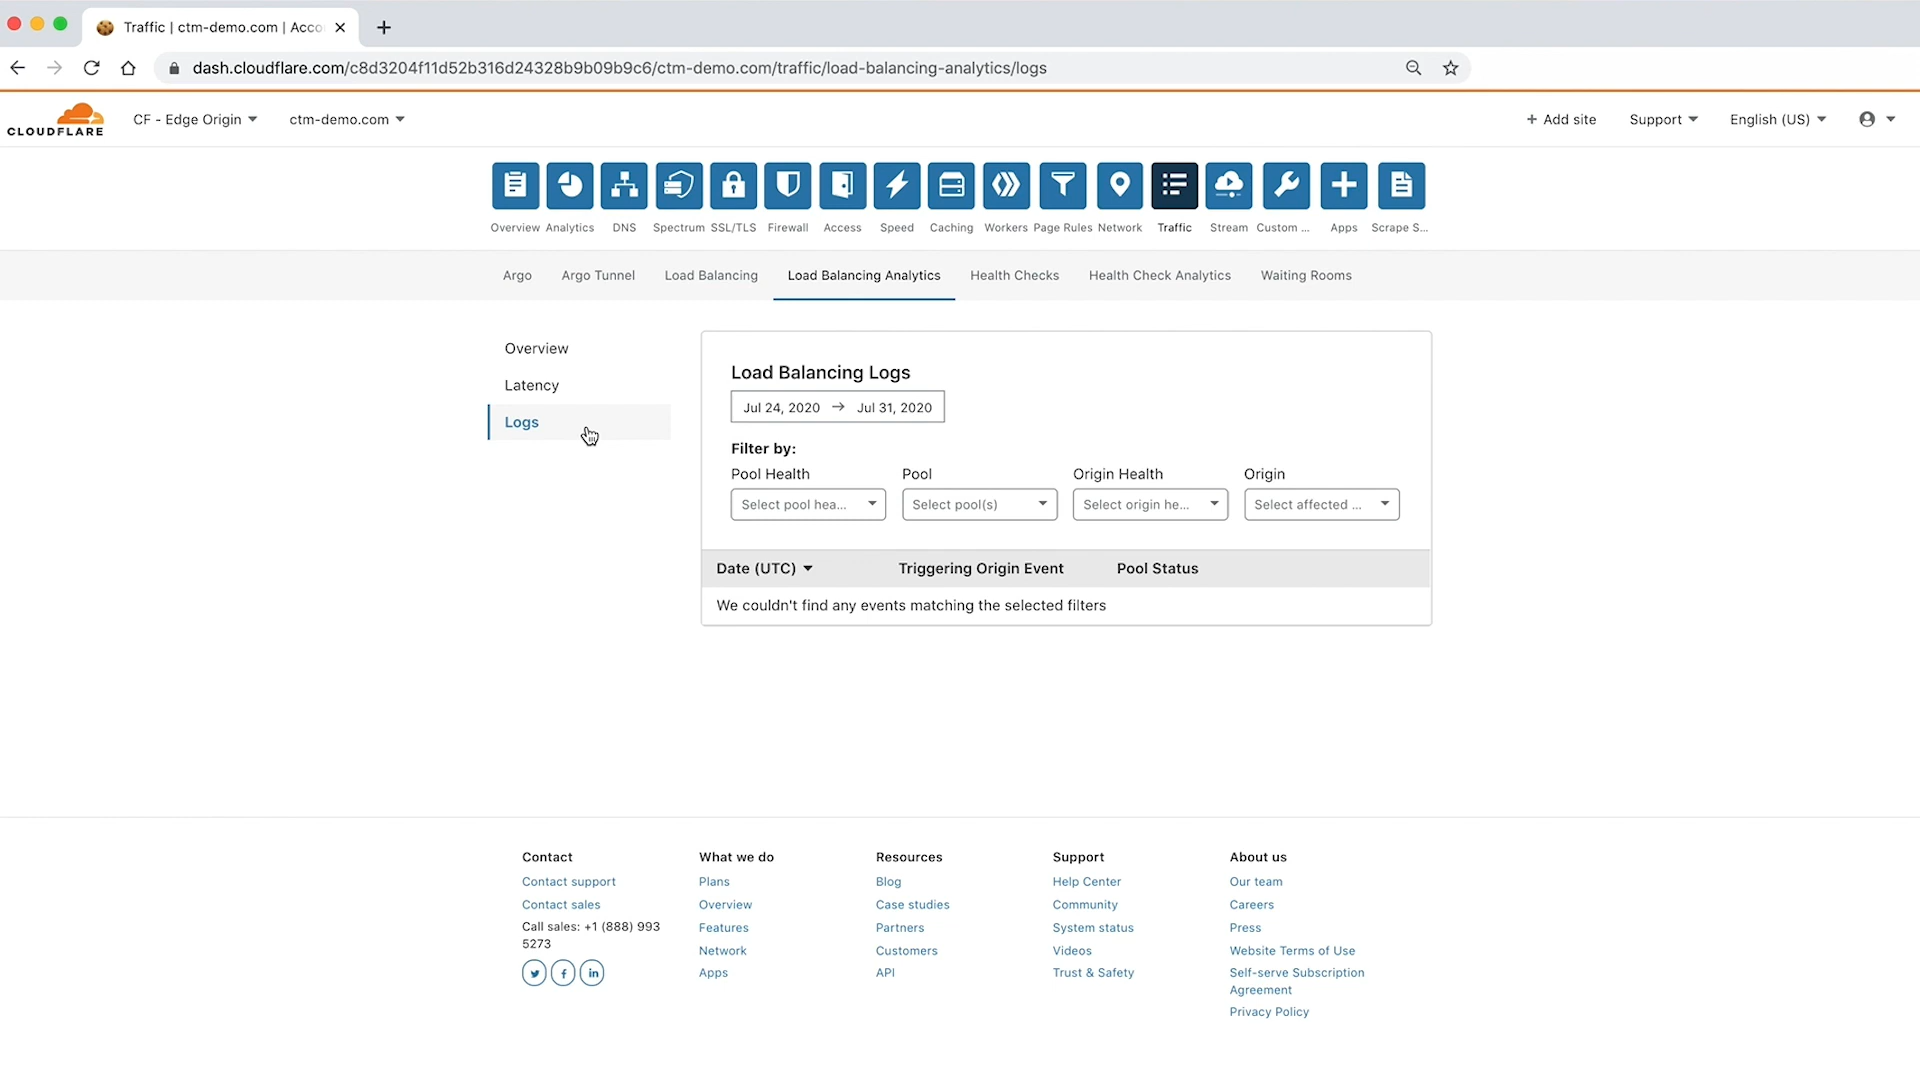 Traffic | ctm-demo.com | Acco
dash.cloudflare.com/c8d3204f11d52b316d24328b9b09b9c6/ctm-demo.com/traffic/load-balancing-analytics/logs
CLOUDFLARE
CF - Edge Origin
ctm-demo.com
+ Add site
Support
English (US)
Overview
Analytics
DNS
Spectrum
SSL/TLS
Firewall
Access
Speed
Caching
Workers
Page Rules
Network
Traffic
Stream
Custom ...
Apps
Scrape S...
Argo
Argo Tunnel
Load Balancing
Load Balancing Analytics
Health Checks
Health Check Analytics
Waiting Rooms
Overview
Latency
Logs
Load Balancing Logs
Jul 24, 2020 → Jul 31, 2020
Filter by:
Pool Health
Pool
Origin Health
Origin
Select pool hea...
Select pool(s)
Select origin he...
Select affected ...
Date (UTC)
Triggering Origin Event
Pool Status
We couldn't find any events matching the selected filters
Contact
Contact support
Contact sales
Call sales: +1 (888) 993
5273
What we do
Plans
Overview
Features
Network
Apps
Resources
Blog
Case studies
Partners
Customers
API
Support
Help Center
Community
System status
Videos
Trust & Safety
About us
Our team
Careers
Press
Website Terms of Use
Self-serve Subscription
Agreement
Privacy Policy